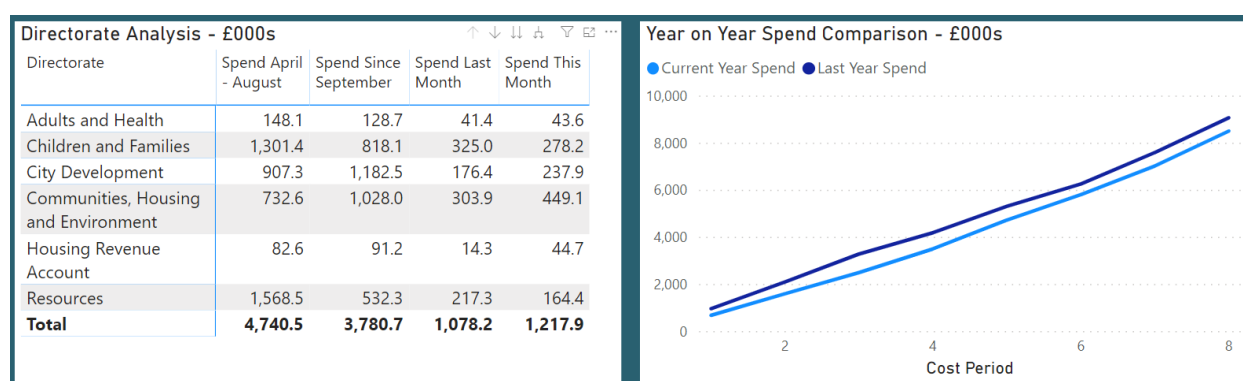 Directorate Analysis - £000s
Directorate Spend April - August Spend Since September Spend Last Month Spend This Month
Adults and Health 148.1 128.7 41.4 43.6
Children and Families 1,301.4 818.1 325.0 278.2
City Development 907.3 1,182.5 176.4 237.9
Communities, Housing and Environment 732.6 1,028.0 303.9 449.1
Housing Revenue Account 82.6 91.2 14.3 44.7
Resources 1,568.5 532.3 217.3 164.4
Total 4,740.5 3,780.7 1,078.2 1,217.9
Year on Year Spend Comparison - £000s
Current Year Spend Last Year Spend
10,000
8,000
6,000
4,000
2,000
0
2 4 6 8
Cost Period